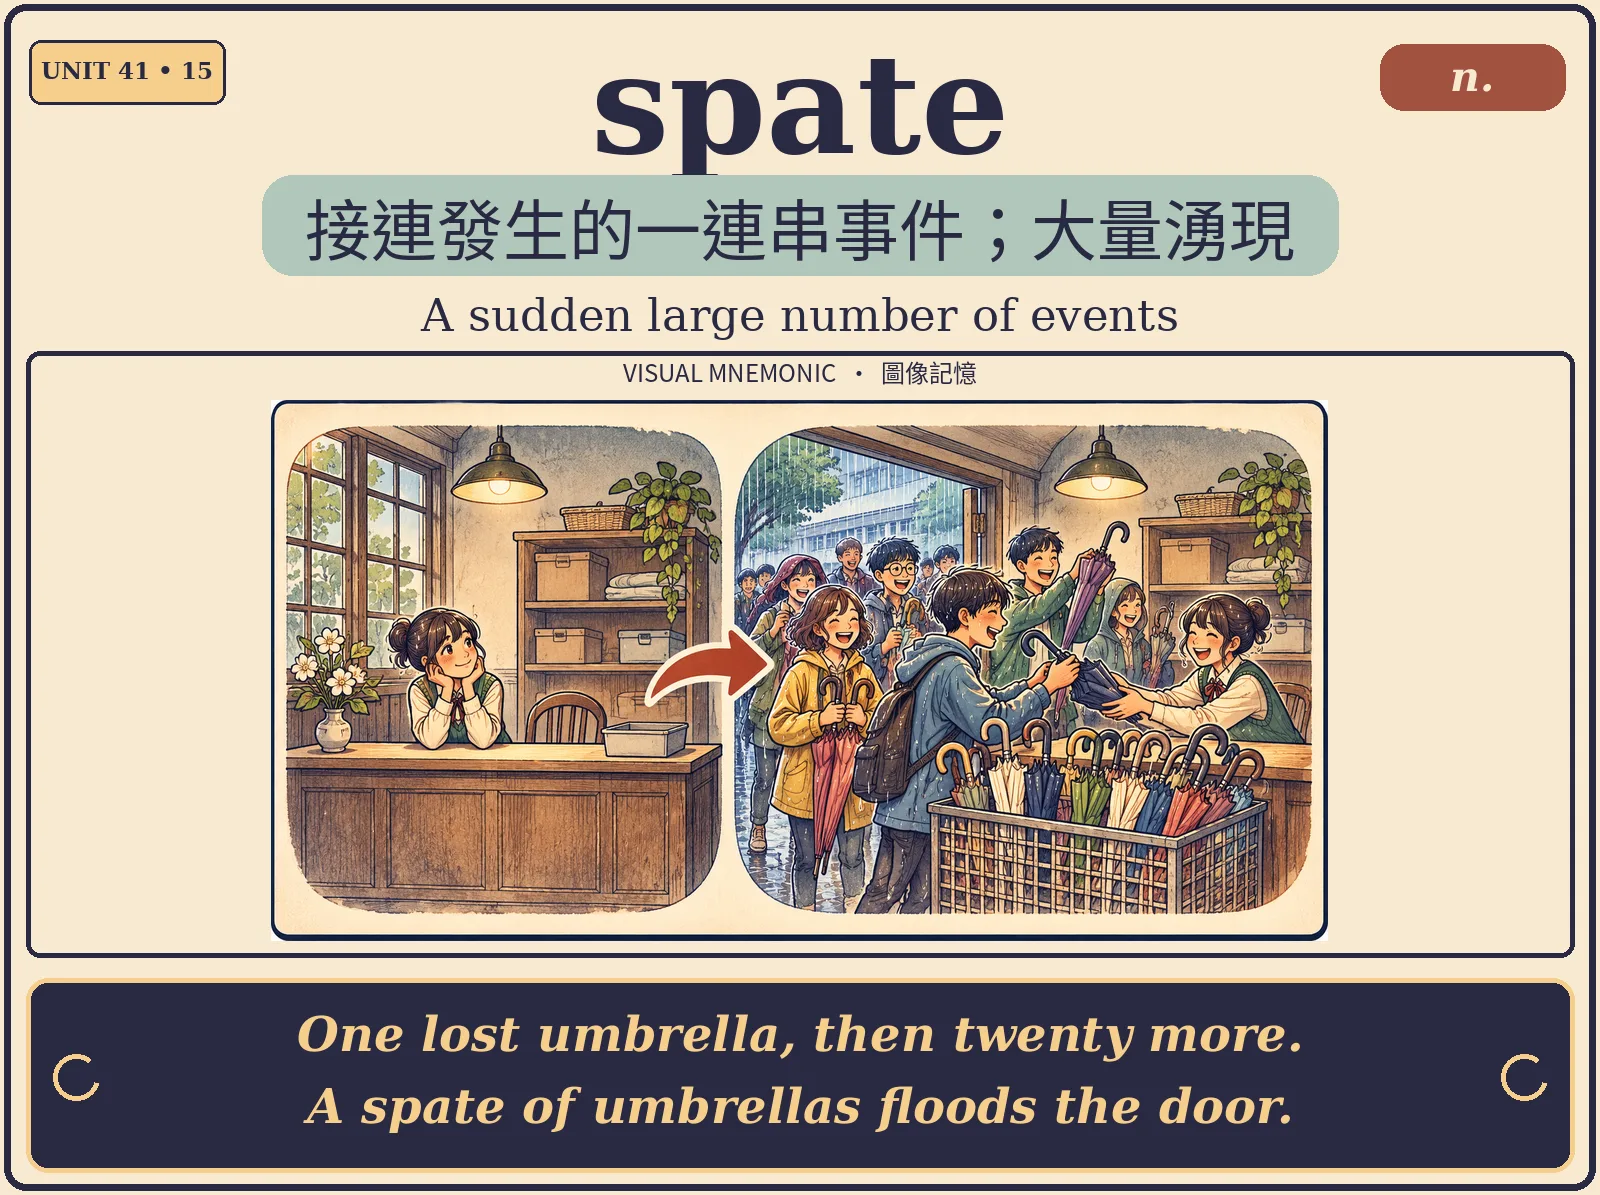 UNIT 41 • 15
spate
n.
接連發生的一連串事件；大量湧現
A sudden large number of events
VISUAL MNEMONIC • 圖像記憶
One lost umbrella, then twenty more.
A spate of umbrellas floods the door.